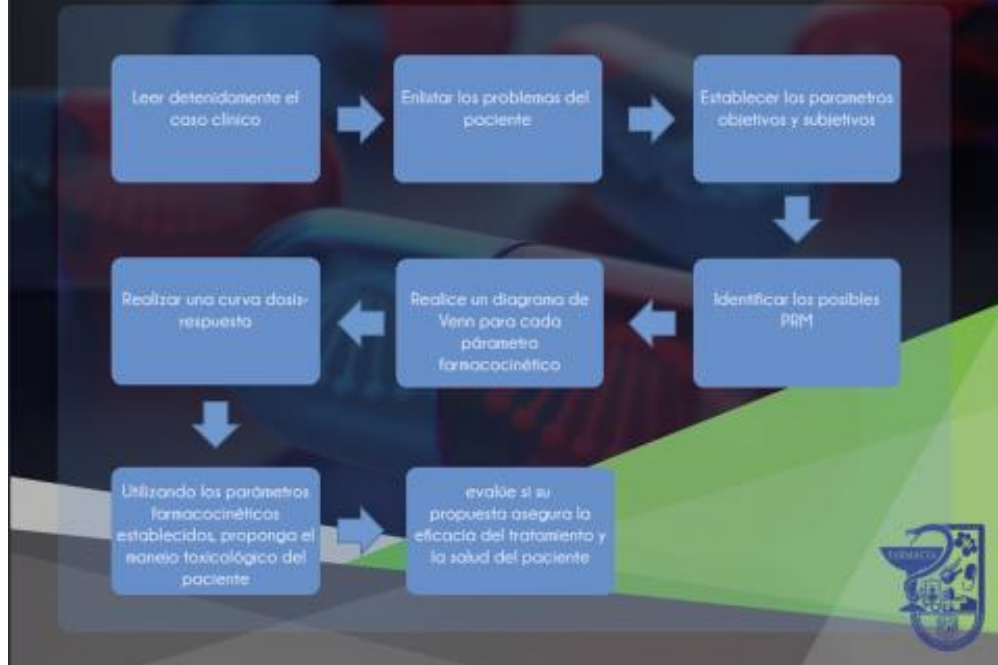 Leer detenidamente el
caso clínico
Enlistar los problemas del
paciente
Establecer los parametros
objetivos y subjetivos
Identificar los posibles
PRM
Realice un diagrama de
Venn para cada
párametro
farmacocinético
Realizar una curva dosis-
respuesta
Utilizando los parámetros
farmacocinéticos
establecidos, proponga el
manejo toxicológico del
paciente
evalúe si su
propuesta asegura la
eficacia del tratamiento y
la salud del paciente
FARMACIA